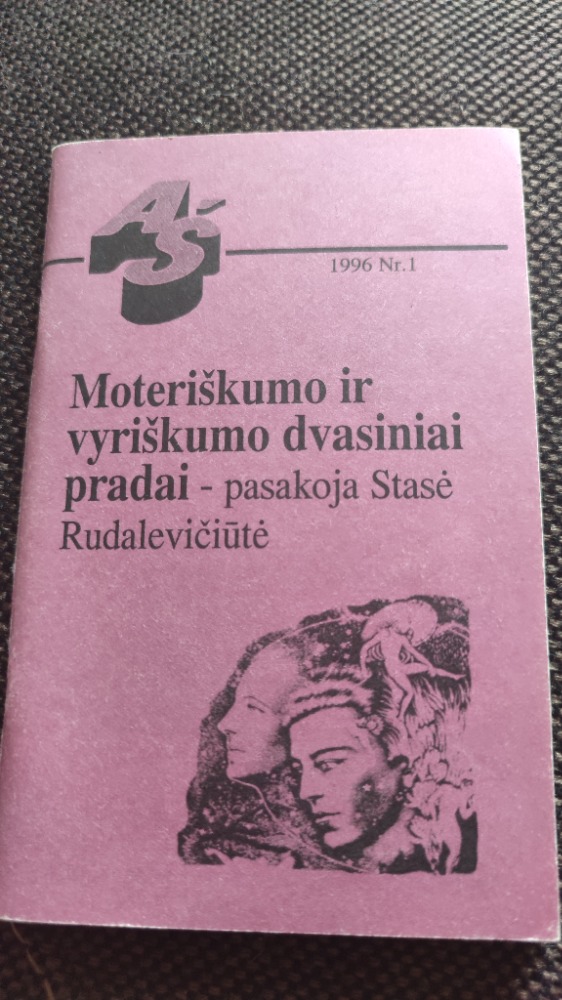 AŠ
1996 Nr.1
Moteriškumo ir
vyriškumo dvasiniai
pradai - pasakoja Stasė
Rudalevičiūtė